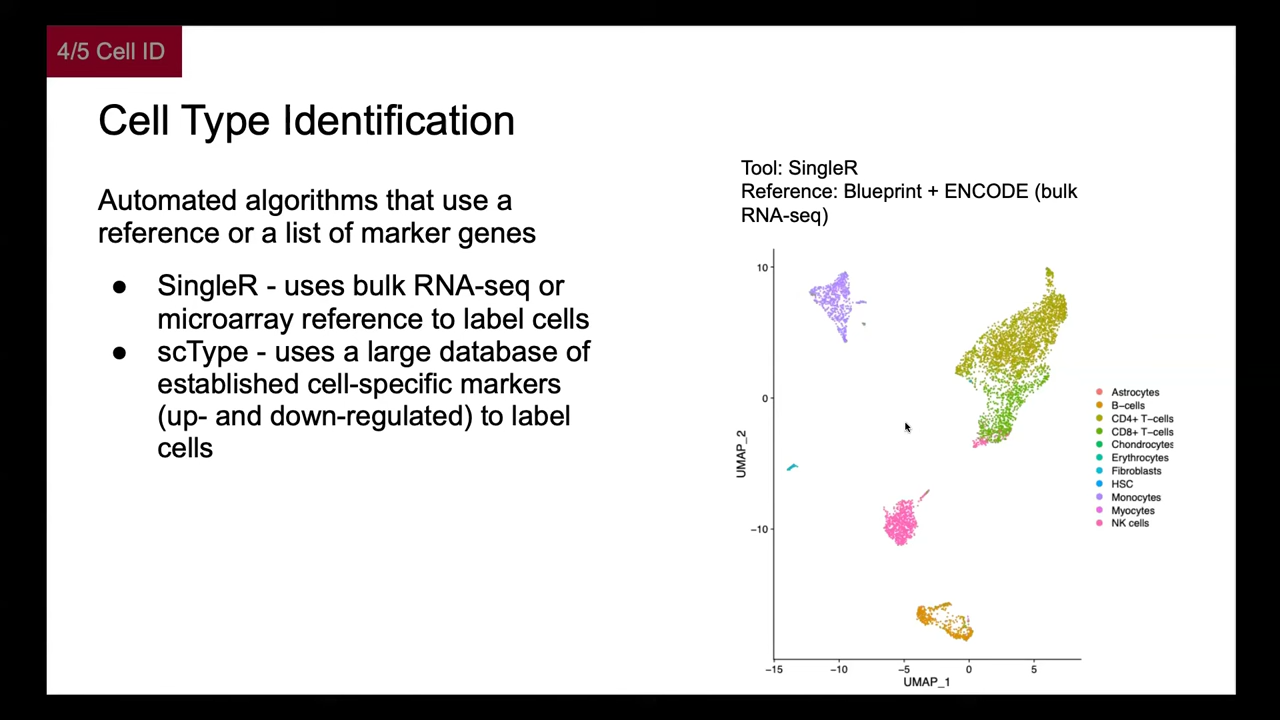 4/5 Cell ID
Cell Type Identification
Automated algorithms that use a
reference or a list of marker genes
● SingleR - uses bulk RNA-seq or
microarray reference to label cells
● scType - uses a large database of
established cell-specific markers
(up- and down-regulated) to label
cells
Tool: SingleR
Reference: Blueprint + ENCODE (bulk
RNA-seq)
10
0
−10
UMAP_2
−15 −10 −5 0 5
UMAP_1
Astrocytes
B−cells
CD4+ T−cells
CD8+ T−cells
Chondrocytes
Erythrocytes
Fibroblasts
HSC
Monocytes
Myocytes
NK cells